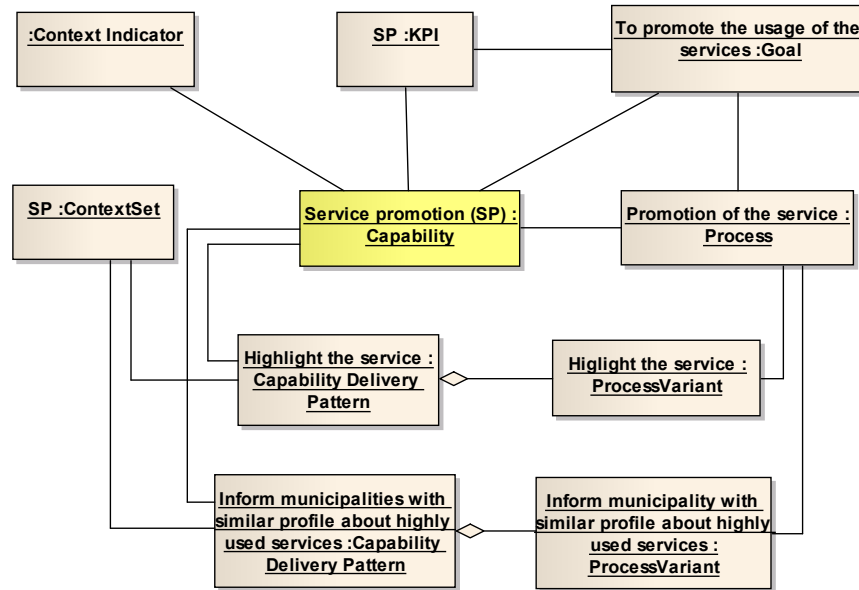 :Context Indicator
SP :KPI
To promote the usage of the
services :Goal
SP :ContextSet
Service promotion (SP) :
Capability
Promotion of the service :
Process
Highlight the service :
Capability Delivery
Pattern
Higlight the service :
ProcessVariant
Inform municipalities with
similar profile about highly
used services :Capability
Delivery Pattern
Inform municipality with
similar profile about highly
used services :
ProcessVariant